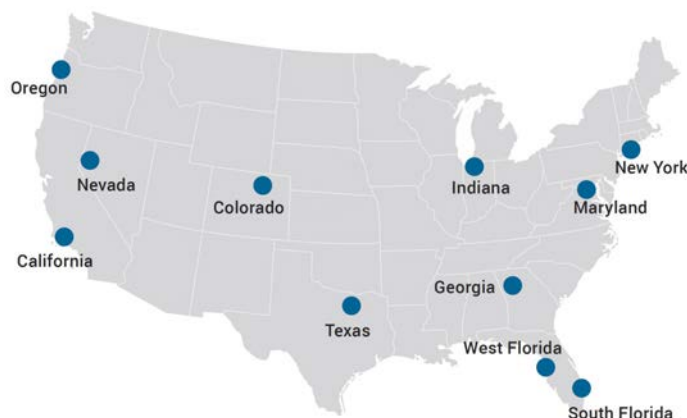 Oregon
New York
Nevada
Indiana
Colorado
Maryland
California
Georgia
Texas
West Florida
South Florida